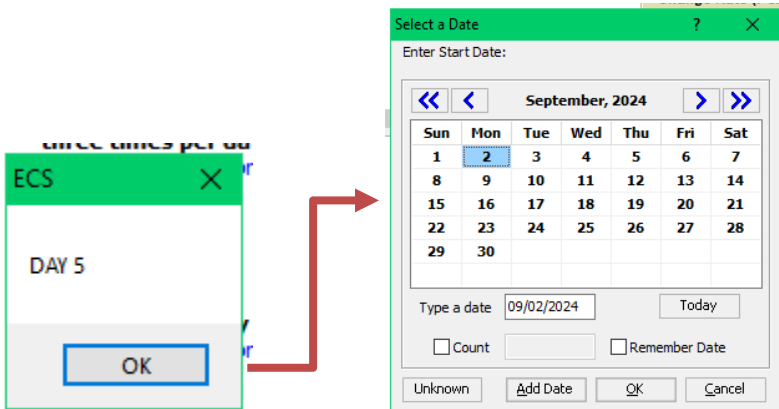 three times per du
ECS
DAY 5
OK
Select a Date
?
Enter Start Date:
September, 2024
Sun Mon Tue Wed Thu Fri Sat
1 2 3 4 5 6 7
8 9 10 11 12 13 14
15 16 17 18 19 20 21
22 23 24 25 26 27 28
29 30
Type a date 09/02/2024 Today
Count Remember Date
Unknown Add Date OK Cancel